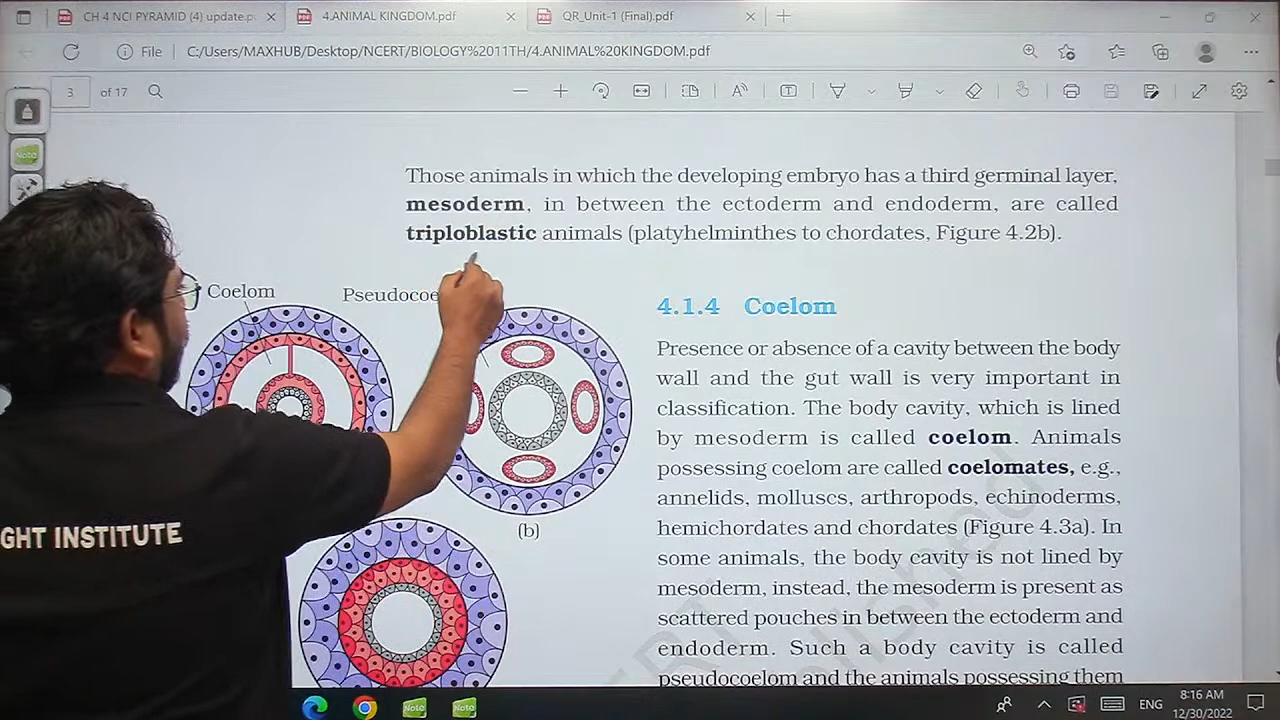 CH 4 NCI PYRAMID (4) update.p
4.ANIMAL KINGDOM.pdf
QR_Unit-1 (Final).pdf
File C:/Users/MAXHUB/Desktop/NCERT/BIOLOGY%2011TH/4.ANIMAL%20KINGDOM.pdf
3 of 17
Note
Those animals in which the developing embryo has a third germinal layer,
mesoderm, in between the ectoderm and endoderm, are called
triploblastic animals (platyhelminthes to chordates, Figure 4.2b).
Coelom
Pseudocoe
(b)
4.1.4 Coelom
Presence or absence of a cavity between the body
wall and the gut wall is very important in
classification. The body cavity, which is lined
by mesoderm is called coelom. Animals
possessing coelom are called coelomates, e.g.,
annelids, molluscs, arthropods, echinoderms,
hemichordates and chordates (Figure 4.3a). In
some animals, the body cavity is not lined by
mesoderm, instead, the mesoderm is present as
scattered pouches in between the ectoderm and
endoderm. Such a body cavity is called
pseudocoelom and the animals possessing them
GHT INSTITUTE
Note
Note
ENG
8:16 AM
12/30/2022